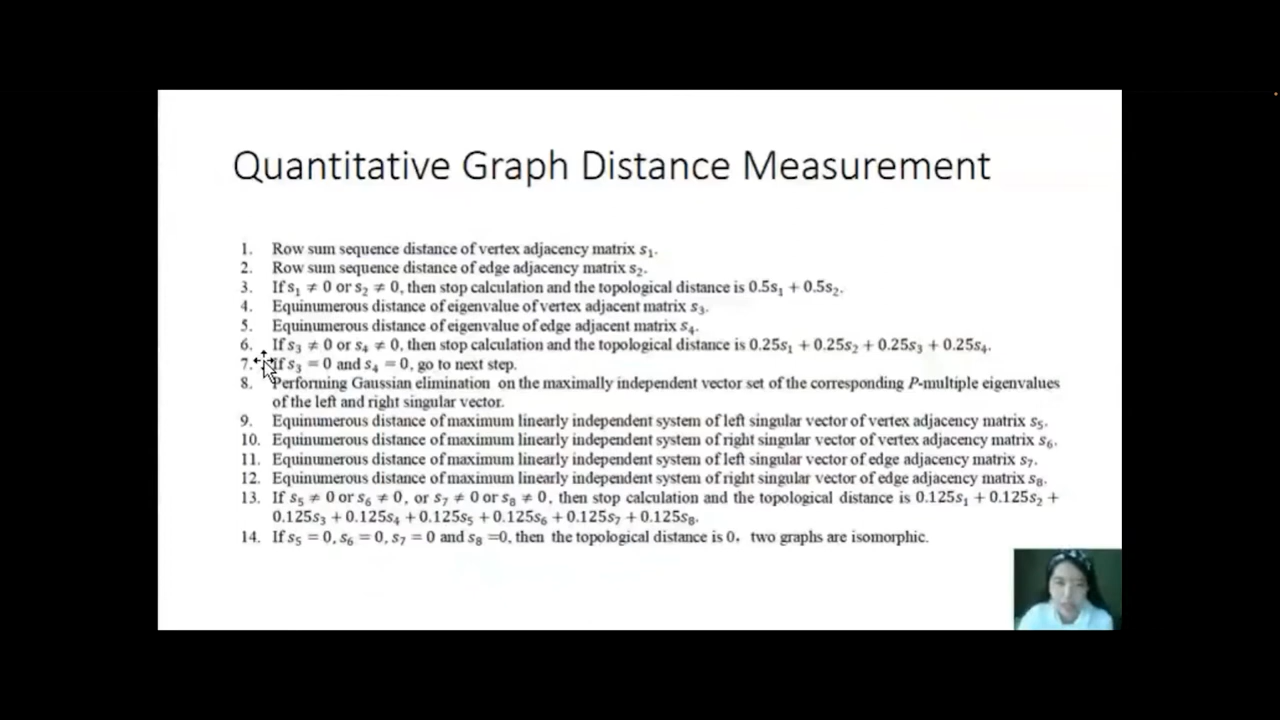 Quantitative Graph Distance Measurement
1. Row sum sequence distance of vertex adjacency matrix s₁.
2. Row sum sequence distance of edge adjacency matrix s₂.
3. If s₁ ≠ 0 or s₂ ≠ 0, then stop calculation and the topological distance is 0.5s₁ + 0.5s₂.
4. Equinumerous distance of eigenvalue of vertex adjacent matrix s₃.
5. Equinumerous distance of eigenvalue of edge adjacent matrix s₄.
6. If s₃ ≠ 0 or s₄ ≠ 0, then stop calculation and the topological distance is 0.25s₁ + 0.25s₂ + 0.25s₃ + 0.25s₄.
7. If s₃ = 0 and s₄ = 0, go to next step.
8. Performing Gaussian elimination on the maximally independent vector set of the corresponding P-multiple eigenvalues
of the left and right singular vector.
9. Equinumerous distance of maximum linearly independent system of left singular vector of vertex adjacency matrix s₅.
10. Equinumerous distance of maximum linearly independent system of right singular vector of vertex adjacency matrix s₆.
11. Equinumerous distance of maximum linearly independent system of left singular vector of edge adjacency matrix s₇.
12. Equinumerous distance of maximum linearly independent system of right singular vector of edge adjacency matrix s₈.
13. If s₅ ≠ 0 or s₆ ≠ 0, or s₇ ≠ 0 or s₈ ≠ 0, then stop calculation and the topological distance is 0.125s₁ + 0.125s₂ +
0.125s₃ + 0.125s₄ + 0.125s₅ + 0.125s₆ + 0.125s₇ + 0.125s₈.
14. If s₅ = 0, s₆ = 0, s₇ = 0 and s₈ =0, then the topological distance is 0，two graphs are isomorphic.